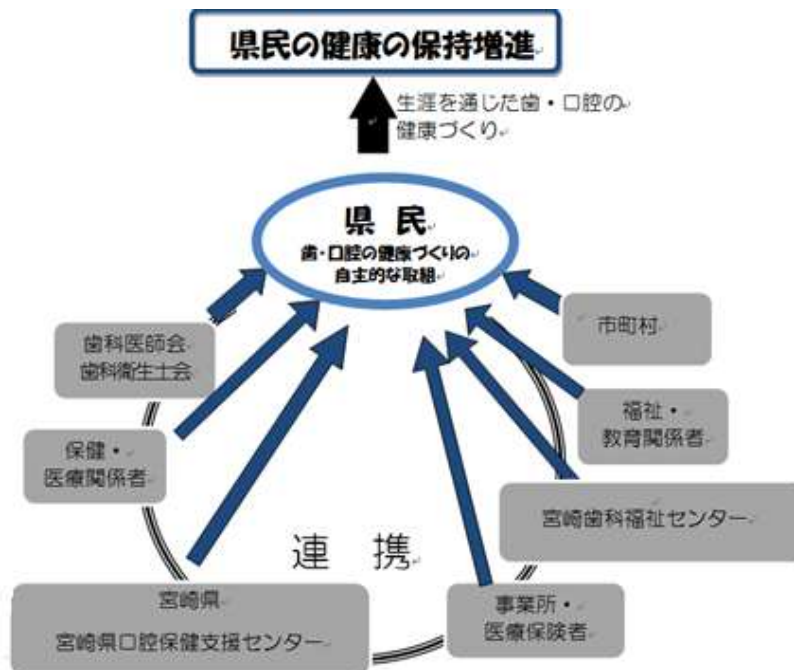 県民の健康の保持増進
生涯を通じた歯・口腔の
健康づくり
県 民
歯・口腔の健康づくりの
自主的な取組
歯科医師会
歯科衛生士会
市町村
保健・
医療関係者
福祉・
教育関係者
宮崎歯科福祉センター
連 携
宮崎県
宮崎県口腔保健支援センター
事業所・
医療保険者